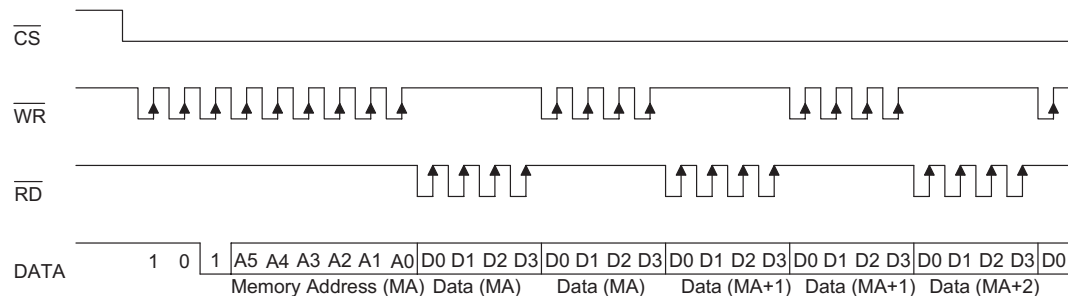 CS
WR
RD
DATA
1 0 1 A5 A4 A3 A2 A1 A0 D0 D1 D2 D3 D0 D1 D2 D3 D0 D1 D2 D3 D0 D1 D2 D3 D0 D1 D2 D3 D0
Memory Address (MA) Data (MA) Data (MA) Data (MA+1) Data (MA+1) Data (MA+2)